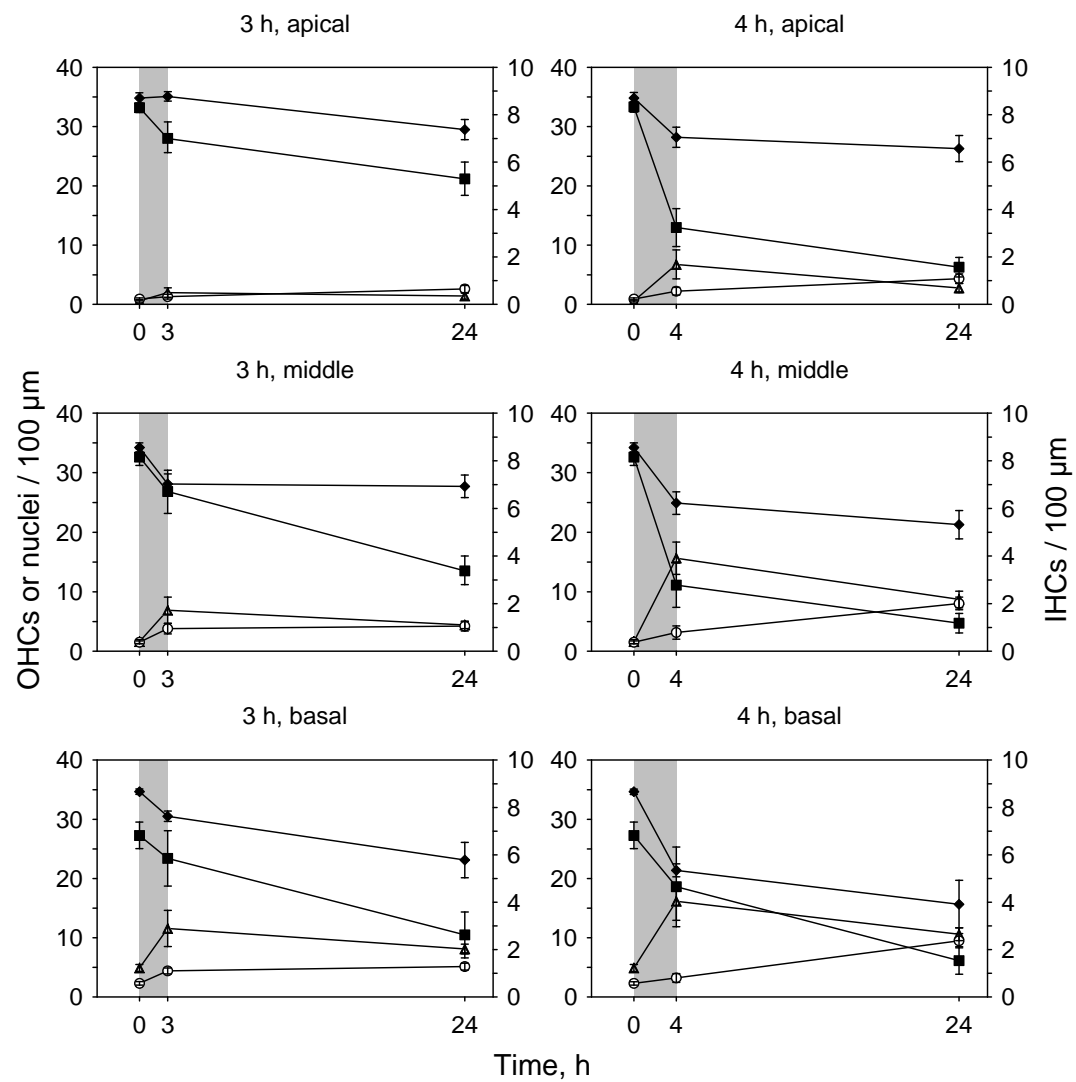 3 h, apical
4 h, apical
40 10 40 10
30 8 30 8
20 6 20 6
10 4 10 4
2 2
0 0 0 0
0 3 24 0 4 24
3 h, middle
4 h, middle
40 10 40 10
30 8 30 8
20 6 20 6
10 4 10 4
2 2
0 0 0 0
0 3 24 0 4 24
3 h, basal
4 h, basal
40 10 40 10
30 8 30 8
20 6 20 6
10 4 10 4
2 2
0 0 0 0
0 3 24 0 4 24
OHCs or nuclei / 100 µm
IHCs / 100 µm
Time, h